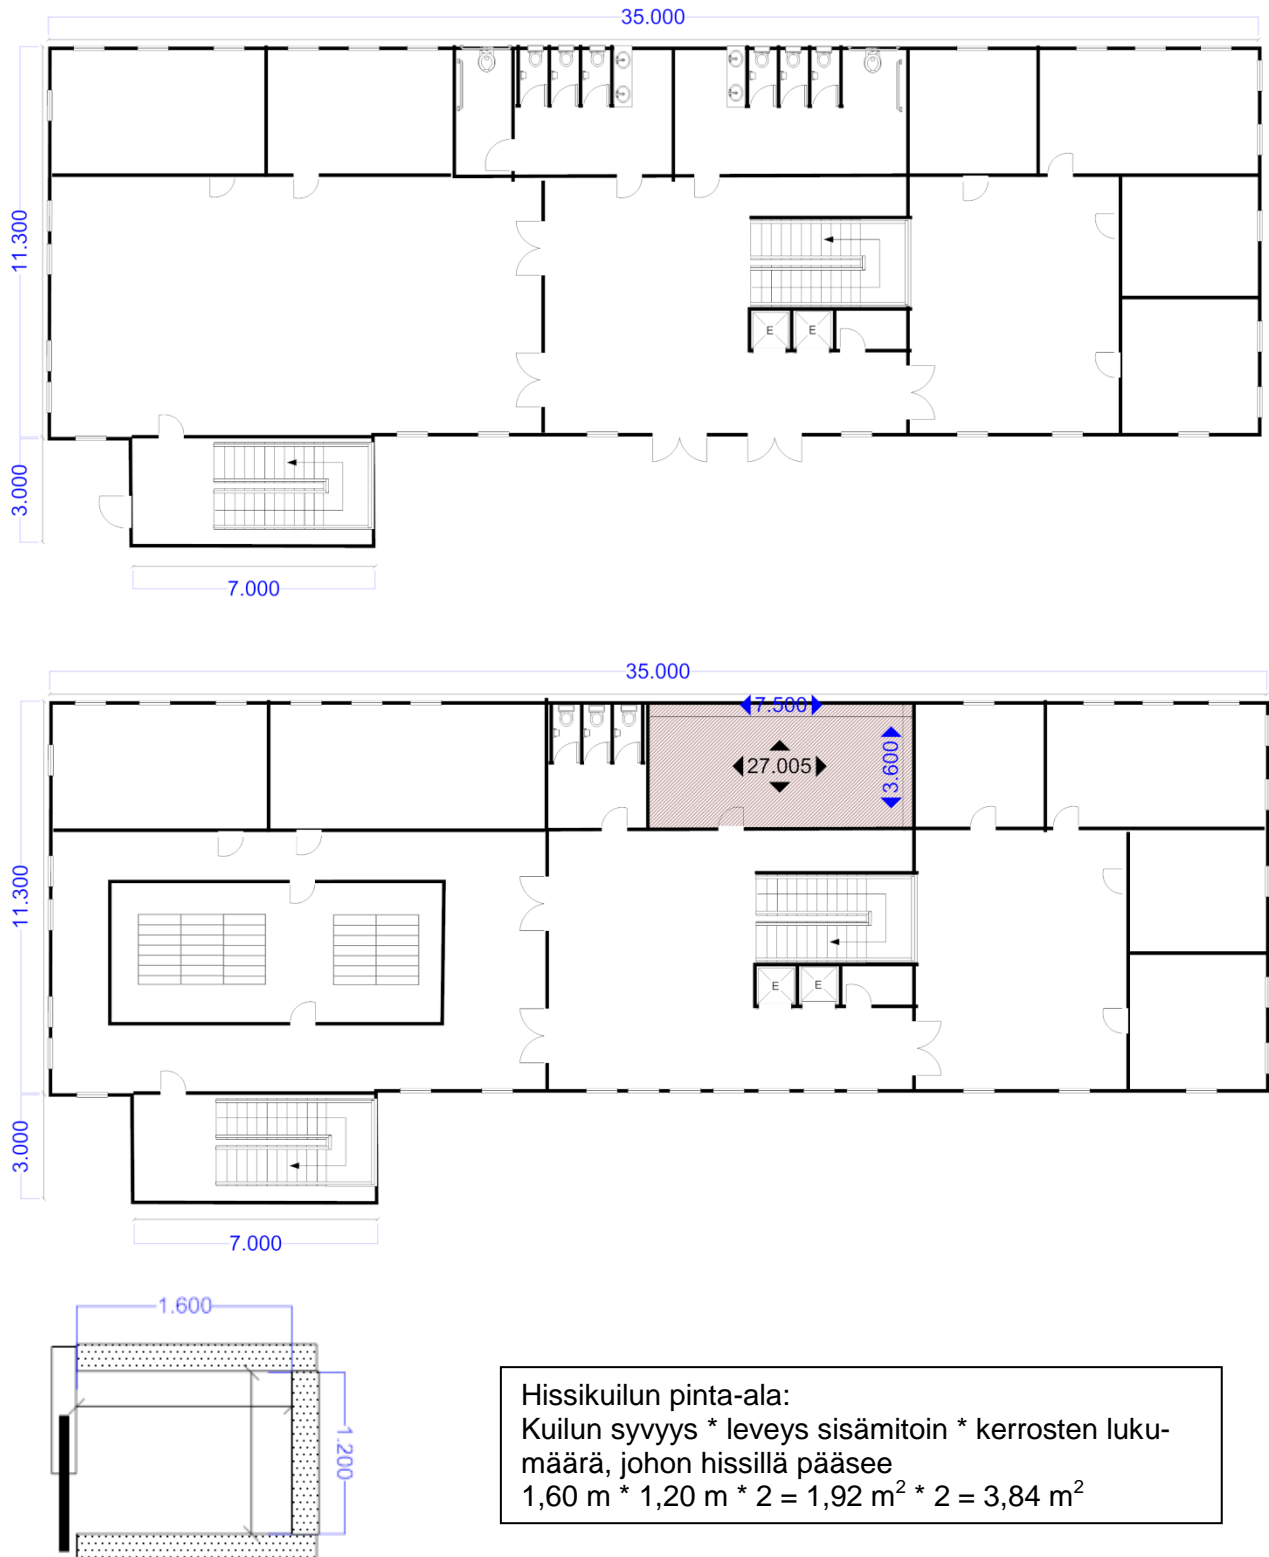 35.000
11.300
E
E
3.000
7.000
35.000
7.500
27.005
3.600
11.300
E
E
3.000
7.000
1.600
1.200
Hissikuilun pinta-ala:
Kuilun syvyys * leveys sisämitoin * kerrosten luku-
määrä, johon hissillä pääsee
1,60 m * 1,20 m * 2 = 1,92 m² * 2 = 3,84 m²